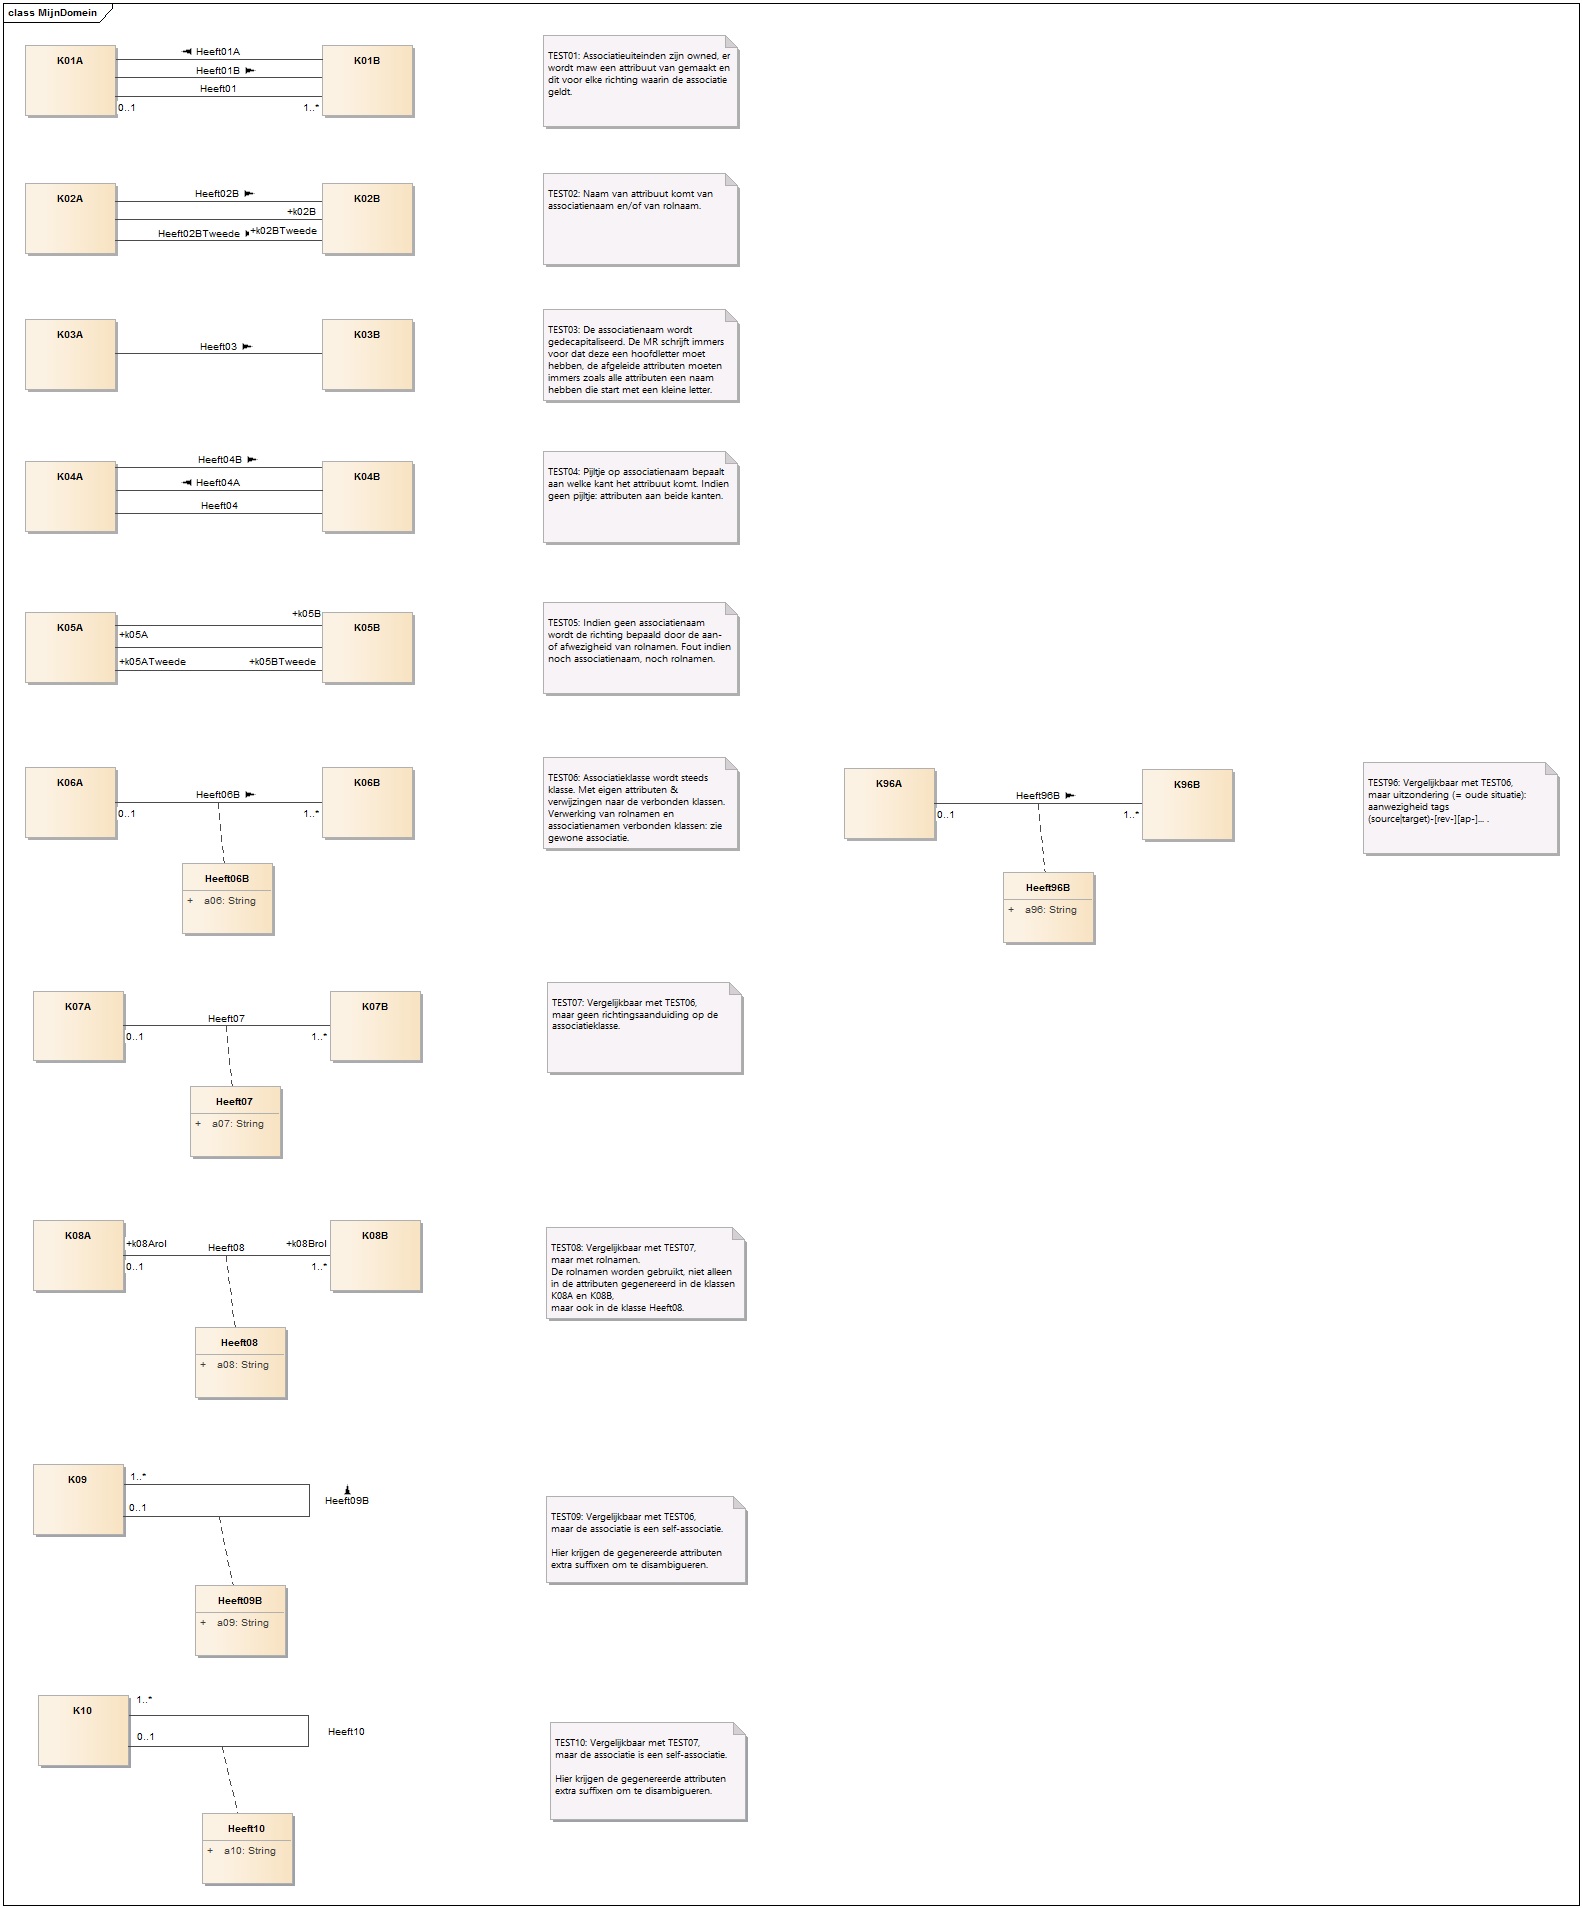 class MijnDomein
K01A
Heeft01A
Heeft01B
Heeft01
0..1
1..*
K01B
TEST01: Associatieuiteinden zijn owned, er
wordt maw een attribuut van gemaakt en
dit voor elke richting waarin de associatie
geldt.
K02A
Heeft02B
+k02B
Heeft02BTweede
+k02BTweede
K02B
TEST02: Naam van attribuut komt van
associatienaam en/of van rolnaam.
K03A
Heeft03
K03B
TEST03: De associatienaam wordt
gedecapitaliseerd. De MR schrijft immers
voor dat deze een hoofdletter moet
hebben, de afgeleide attributen moeten
immers zoals alle attributen een naam
hebben die start met een kleine letter.
K04A
Heeft04B
Heeft04A
Heeft04
K04B
TEST04: Pijltje op associatienaam bepaalt
aan welke kant het attribuut komt. Indien
geen pijltje: attributen aan beide kanten.
K05A
+k05B
+k05A
+k05ATweede
+k05BTweede
K05B
TEST05: Indien geen associatienaam
wordt de richting bepaald door de aan-
of afwezigheid van rolnamen. Fout indien
noch associatienaam, noch rolnamen.
K06A
Heeft06B
0..1
1..*
K06B
Heeft06B
+ a06: String
TEST06: Associatieklasse wordt steeds
klasse. Met eigen attributen &
verwijzingen naar de verbonden klassen.
Verwerking van rolnamen en
associatienamen verbonden klassen: zie
gewone associatie.
K96A
Heeft96B
0..1
1..*
K96B
Heeft96B
+ a96: String
TEST96: Vergelijkbaar met TEST06,
maar uitzondering (= oude situatie):
aanwezigheid tags
(source|target)-[rev-][ap-]... .
K07A
Heeft07
0..1
1..*
K07B
Heeft07
+ a07: String
TEST07: Vergelijkbaar met TEST06,
maar geen richtingsaanduiding op de
associatieklasse.
K08A
+k08Arol
Heeft08
+k08Brol
0..1
1..*
K08B
Heeft08
+ a08: String
TEST08: Vergelijkbaar met TEST07,
maar met rolnamen.
De rolnamen worden gebruikt, niet alleen
in de attributen gegenereerd in de klassen
K08A en K08B,
maar ook in de klasse Heeft08.
K09
1..*
0..1
Heeft09B
Heeft09B
+ a09: String
TEST09: Vergelijkbaar met TEST06,
maar de associatie is een self-associatie.
Hier krijgen de gegenereerde attributen
extra suffixen om te disambigueren.
K10
1..*
0..1
Heeft10
Heeft10
+ a10: String
TEST10: Vergelijkbaar met TEST07,
maar de associatie is een self-associatie.
Hier krijgen de gegenereerde attributen
extra suffixen om te disambigueren.